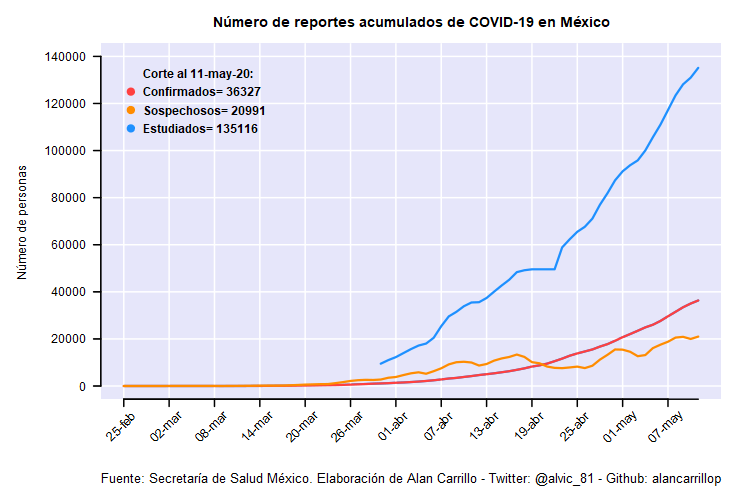 Número de reportes acumulados de COVID-19 en México
Número de personas
140000
120000
100000
80000
60000
40000
20000
0
Corte al 11-may-20:
Confirmados= 36327
Sospechosos= 20991
Estudiados= 135116
25-feb
02-mar
08-mar
14-mar
20-mar
26-mar
01-abr
07-abr
13-abr
19-abr
25-abr
01-may
07-may
Fuente: Secretaría de Salud México. Elaboración de Alan Carrillo - Twitter: @alvic_81 - Github: alancarrillop